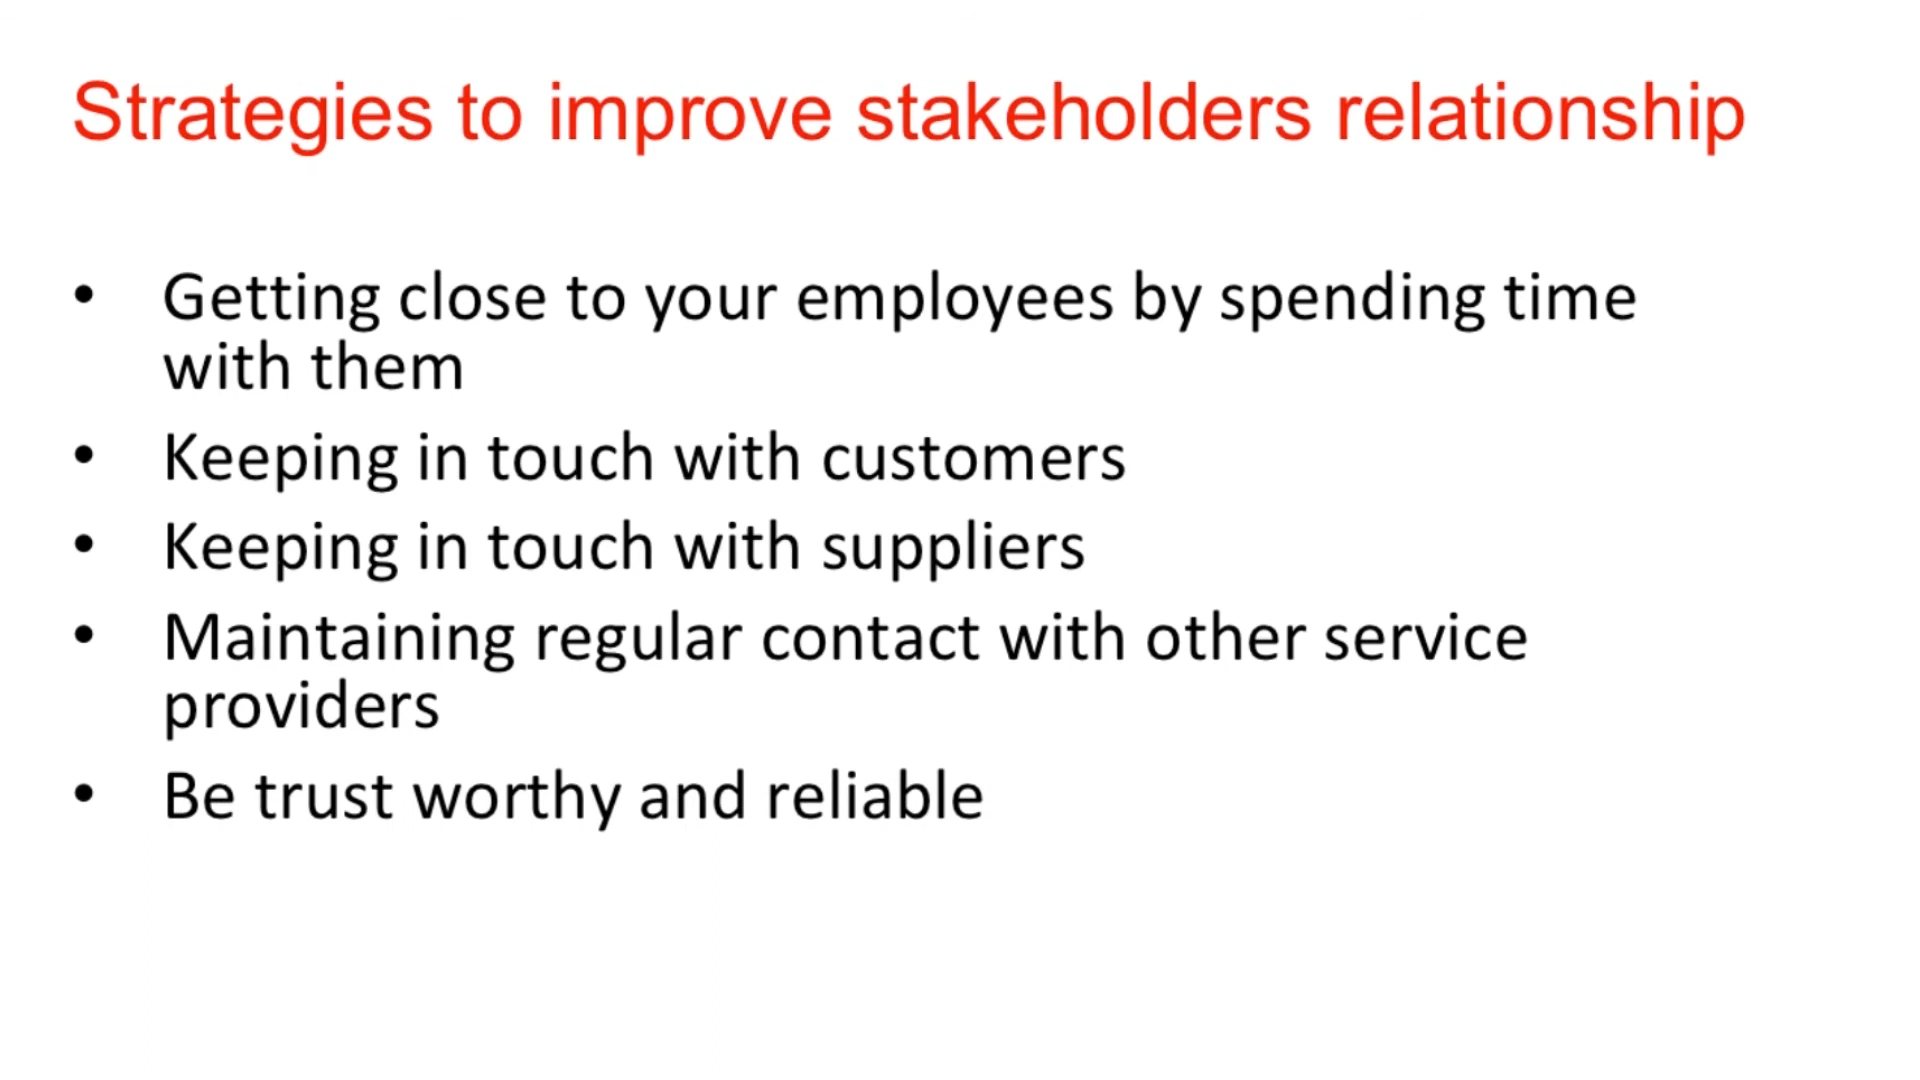 Strategies to improve stakeholders relationship
• Getting close to your employees by spending time
with them
• Keeping in touch with customers
• Keeping in touch with suppliers
• Maintaining regular contact with other service
providers
• Be trust worthy and reliable